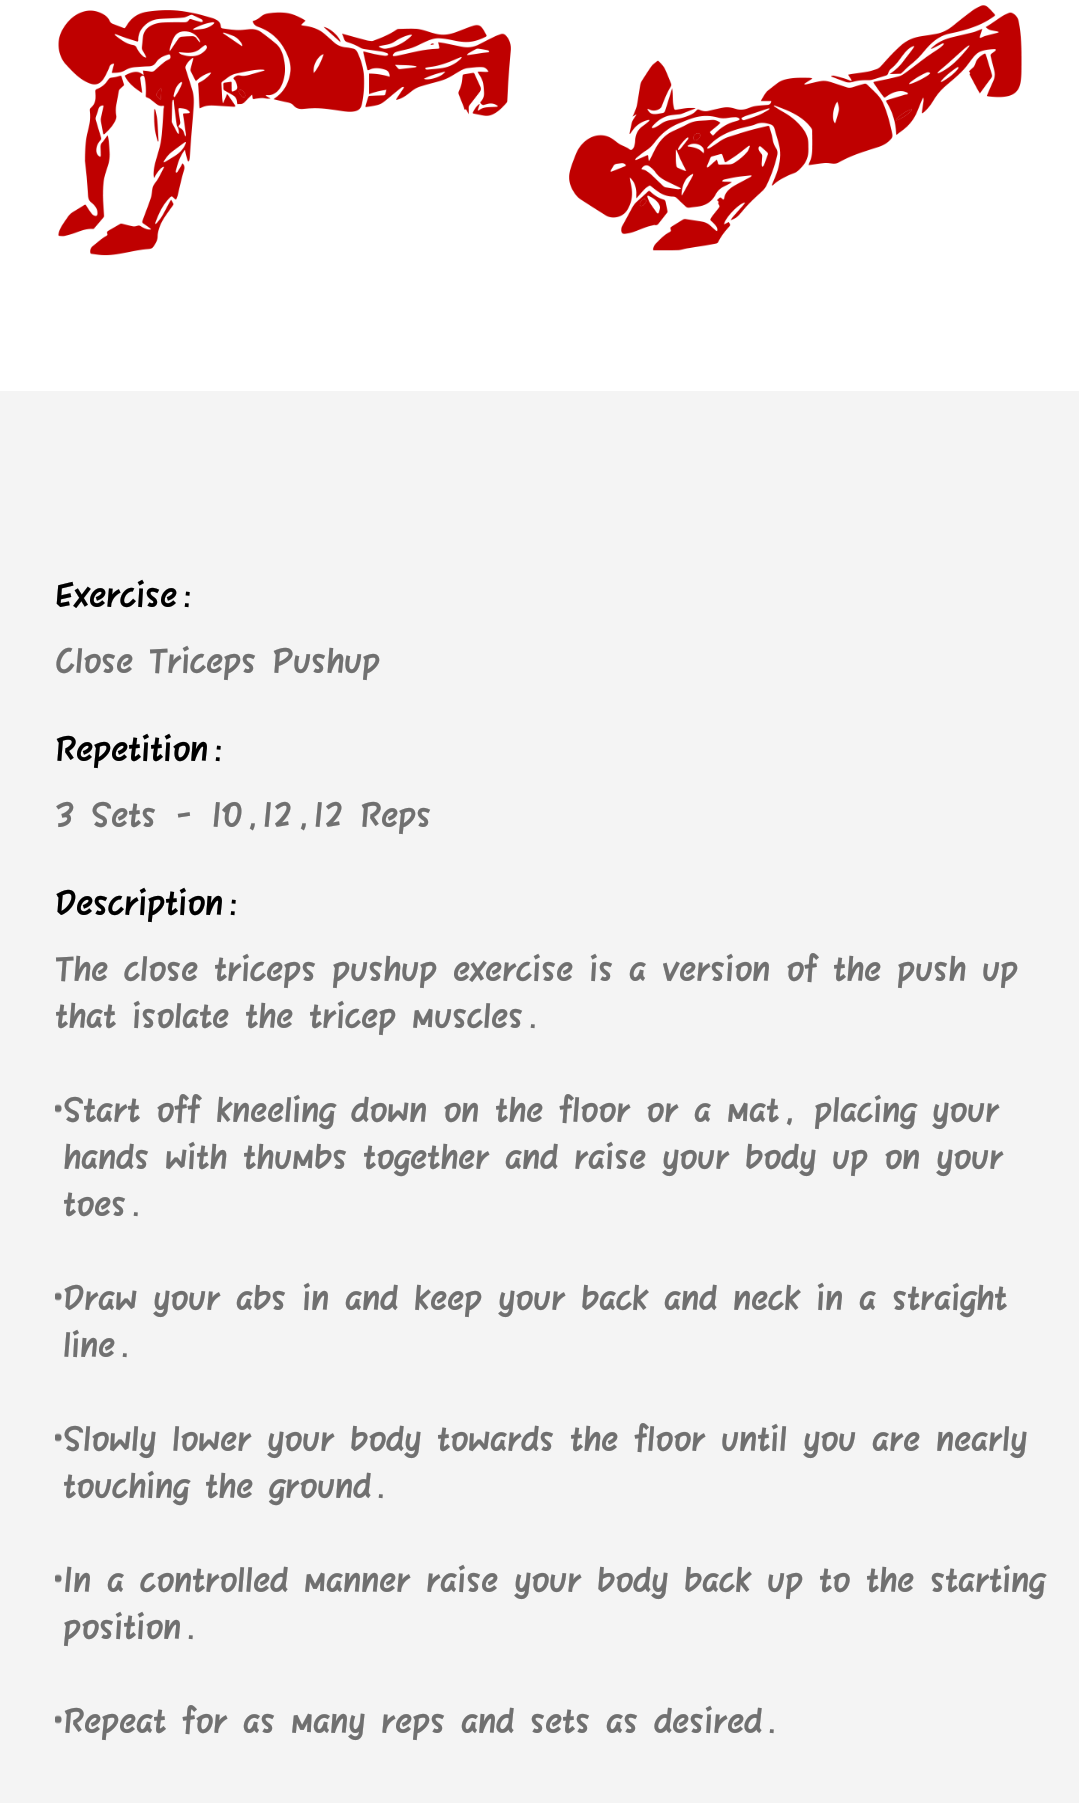 Exercise:
Close Triceps Pushup
Repetition:
3 Sets - 10,12,12 Reps
Description:
The close triceps pushup exercise is a version of the push up
that isolate the tricep muscles.
•Start off kneeling down on the floor or a mat, placing your
hands with thumbs together and raise your body up on your
toes.
•Draw your abs in and keep your back and neck in a straight
line.
•Slowly lower your body towards the floor until you are nearly
touching the ground.
•In a controlled manner raise your body back up to the starting
position.
•Repeat for as many reps and sets as desired.